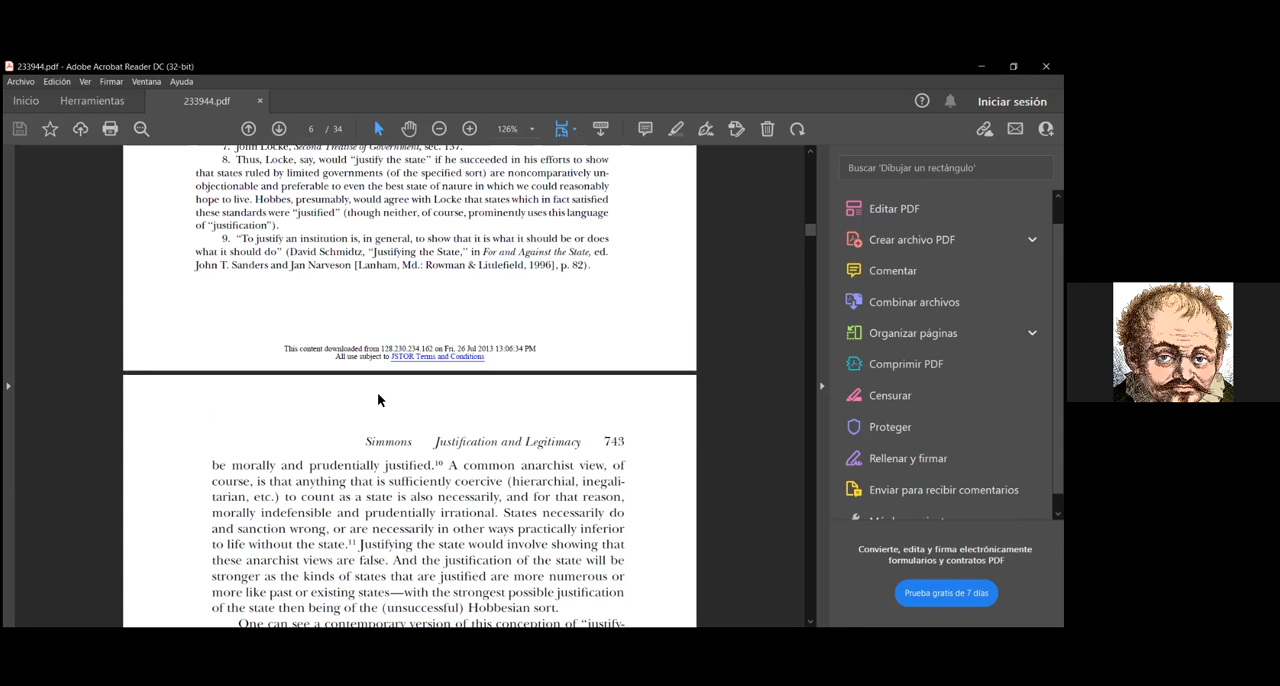 233944.pdf - Adobe Acrobat Reader DC (32-bit)
Archivo Edición Ver Firmar Ventana Ayuda
Inicio Herramientas 233944.pdf × Iniciar sesión
6 / 34 126%
7. John Locke, Second Treatise of Government, sec. 137.
8. Thus, Locke, say, would “justify the state” if he succeeded in his efforts to show
that states ruled by limited governments (of the specified sort) are noncomparatively un-
objectionable and preferable to even the best state of nature in which we could reasonably
hope to live. Hobbes, presumably, would agree with Locke that states which in fact satisfied
these standards were “justified” (though neither, of course, prominently uses this language
of “justification”).
9. “To justify an institution is, in general, to show that it is what it should be or does
what it should do” (David Schmidtz, “Justifying the State,” in For and Against the State, ed.
John T. Sanders and Jan Narveson [Lanham, Md.: Rowman & Littlefield, 1996], p. 82).
This content downloaded from 128.230.234.162 on Fri, 26 Jul 2013 13:06:34 PM
All use subject to JSTOR Terms and Conditions
Simmons Justification and Legitimacy 743
be morally and prudentially justified.¹⁰ A common anarchist view, of
course, is that anything that is sufficiently coercive (hierarchial, inegali-
tarian, etc.) to count as a state is also necessarily, and for that reason,
morally indefensible and prudentially irrational. States necessarily do
and sanction wrong, or are necessarily in other ways practically inferior
to life without the state.¹¹ Justifying the state would involve showing that
these anarchist views are false. And the justification of the state will be
stronger as the kinds of states that are justified are more numerous or
more like past or existing states—with the strongest possible justification
of the state then being of the (unsuccessful) Hobbesian sort.
One can see a contemporary version of this conception of “justify-
Buscar 'Dibujar un rectángulo'
Editar PDF
Crear archivo PDF
Comentar
Combinar archivos
Organizar páginas
Comprimir PDF
Censurar
Proteger
Rellenar y firmar
Enviar para recibir comentarios
Convierte, edita y firma electrónicamente
formularios y contratos PDF
Prueba gratis de 7 días